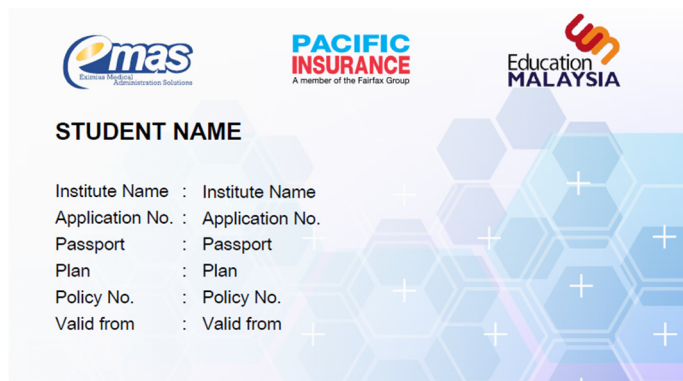 emas
Eximius Medical
Administration Solutions
PACIFIC
INSURANCE
A member of the Fairfax Group
Education
MALAYSIA
STUDENT NAME
Institute Name : Institute Name
Application No. : Application No.
Passport : Passport
Plan : Plan
Policy No. : Policy No.
Valid from : Valid from